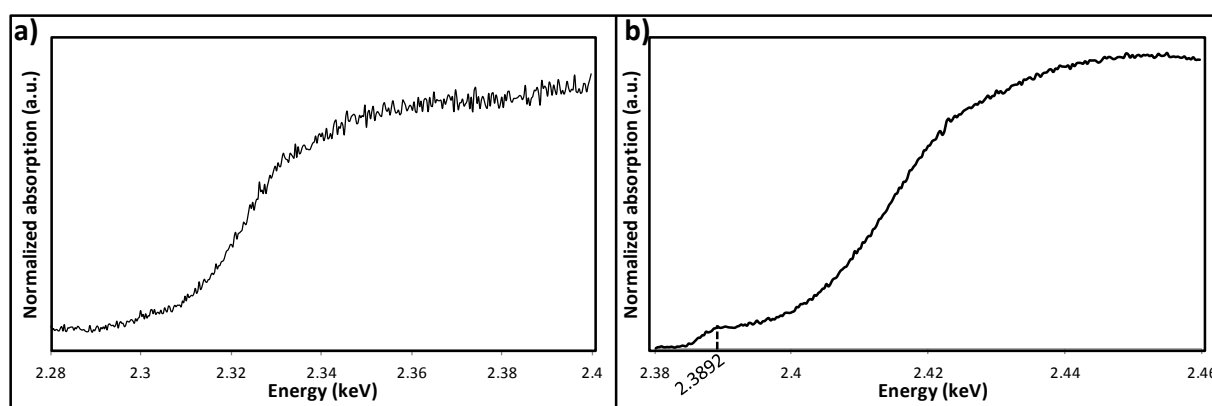 a)
Normalized absorption (a.u.)
2.28 2.3 2.32 2.34 2.36 2.38 2.4
Energy (keV)
b)
Normalized absorption (a.u.)
2.38 2.4 2.42 2.44 2.46
2.3892
Energy (keV)